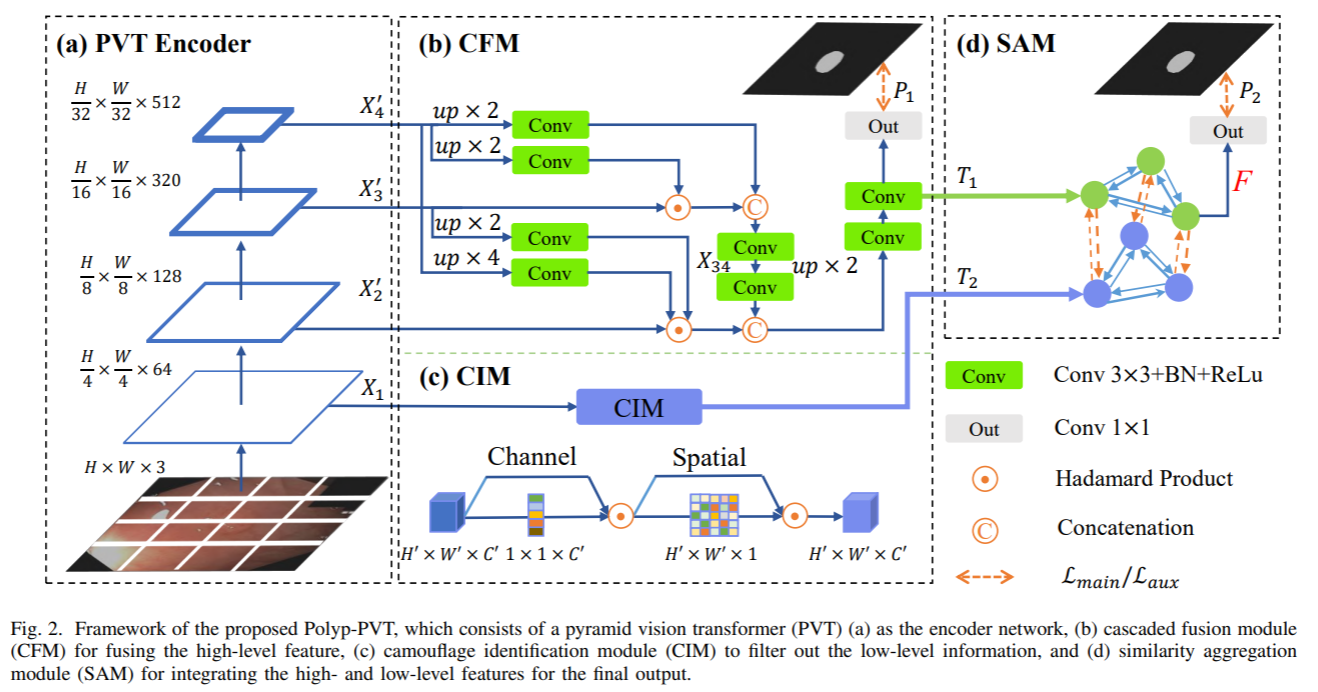 (a) PVT Encoder
H/32 × W/32 × 512
H/16 × W/16 × 320
H/8 × W/8 × 128
H/4 × W/4 × 64
H × W × 3
X′4
X′3
X′2
X1
(b) CFM
up × 2
Conv
up × 2
Conv
up × 2
Conv
up × 4
Conv
C
Conv
X34
up × 2
Conv
C
P1
Out
Conv
Conv
(c) CIM
CIM
Channel
Spatial
H′ × W′ × C′
1 × 1 × C′
H′ × W′ × 1
H′ × W′ × C′
(d) SAM
P2
Out
T1
F
T2
Conv
Conv 3×3+BN+ReLu
Out
Conv 1×1
Hadamard Product
C
Concatenation
ℒmain/ℒaux
Fig. 2. Framework of the proposed Polyp-PVT, which consists of a pyramid vision transformer (PVT) (a) as the encoder network, (b) cascaded fusion module
(CFM) for fusing the high-level feature, (c) camouflage identification module (CIM) to filter out the low-level information, and (d) similarity aggregation
module (SAM) for integrating the high- and low-level features for the final output.